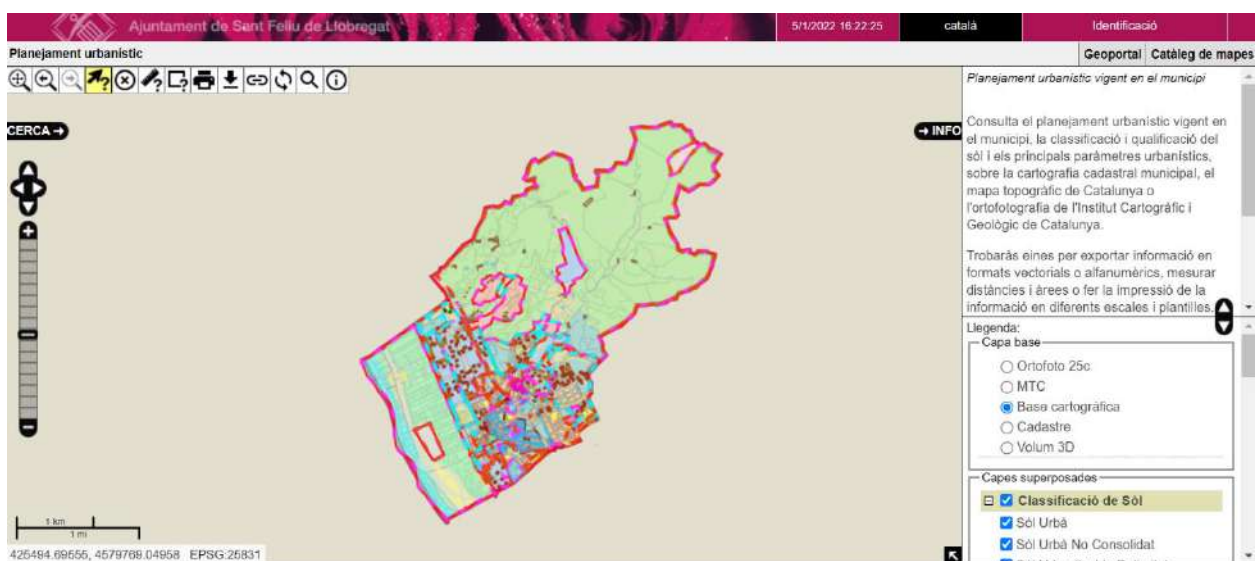 Ajuntament de Sant Feliu de Llobregat
5/1/2022 16:22:25
català
Identificació
Planejament urbanístic
Geoportal
Catàleg de mapes
CERCA
INFO
Planejament urbanístic vigent en el municipi
Consulta el planejament urbanístic vigent en
el municipi, la classificació i qualificació del
sòl i els principals paràmetres urbanístics,
sobre la cartografia cadastral municipal, el
mapa topogràfic de Catalunya o
l'ortofotografia de l'Institut Cartogràfic i
Geològic de Catalunya.
Trobaràs eines per exportar informació en
formats vectorials o alfanumèrics, mesurar
distàncies i àrees o fer la impressió de la
informació en diferents escales i plantilles.
Llegenda:
Capa base
Ortofoto 25c
MTC
Base cartogràfica
Cadastre
Volum 3D
Capes superposades
Classificació de Sòl
Sòl Urbà
Sòl Urbà No Consolidat
1 km
1 mi
425494.69555, 4579769.04958 EPSG:25831